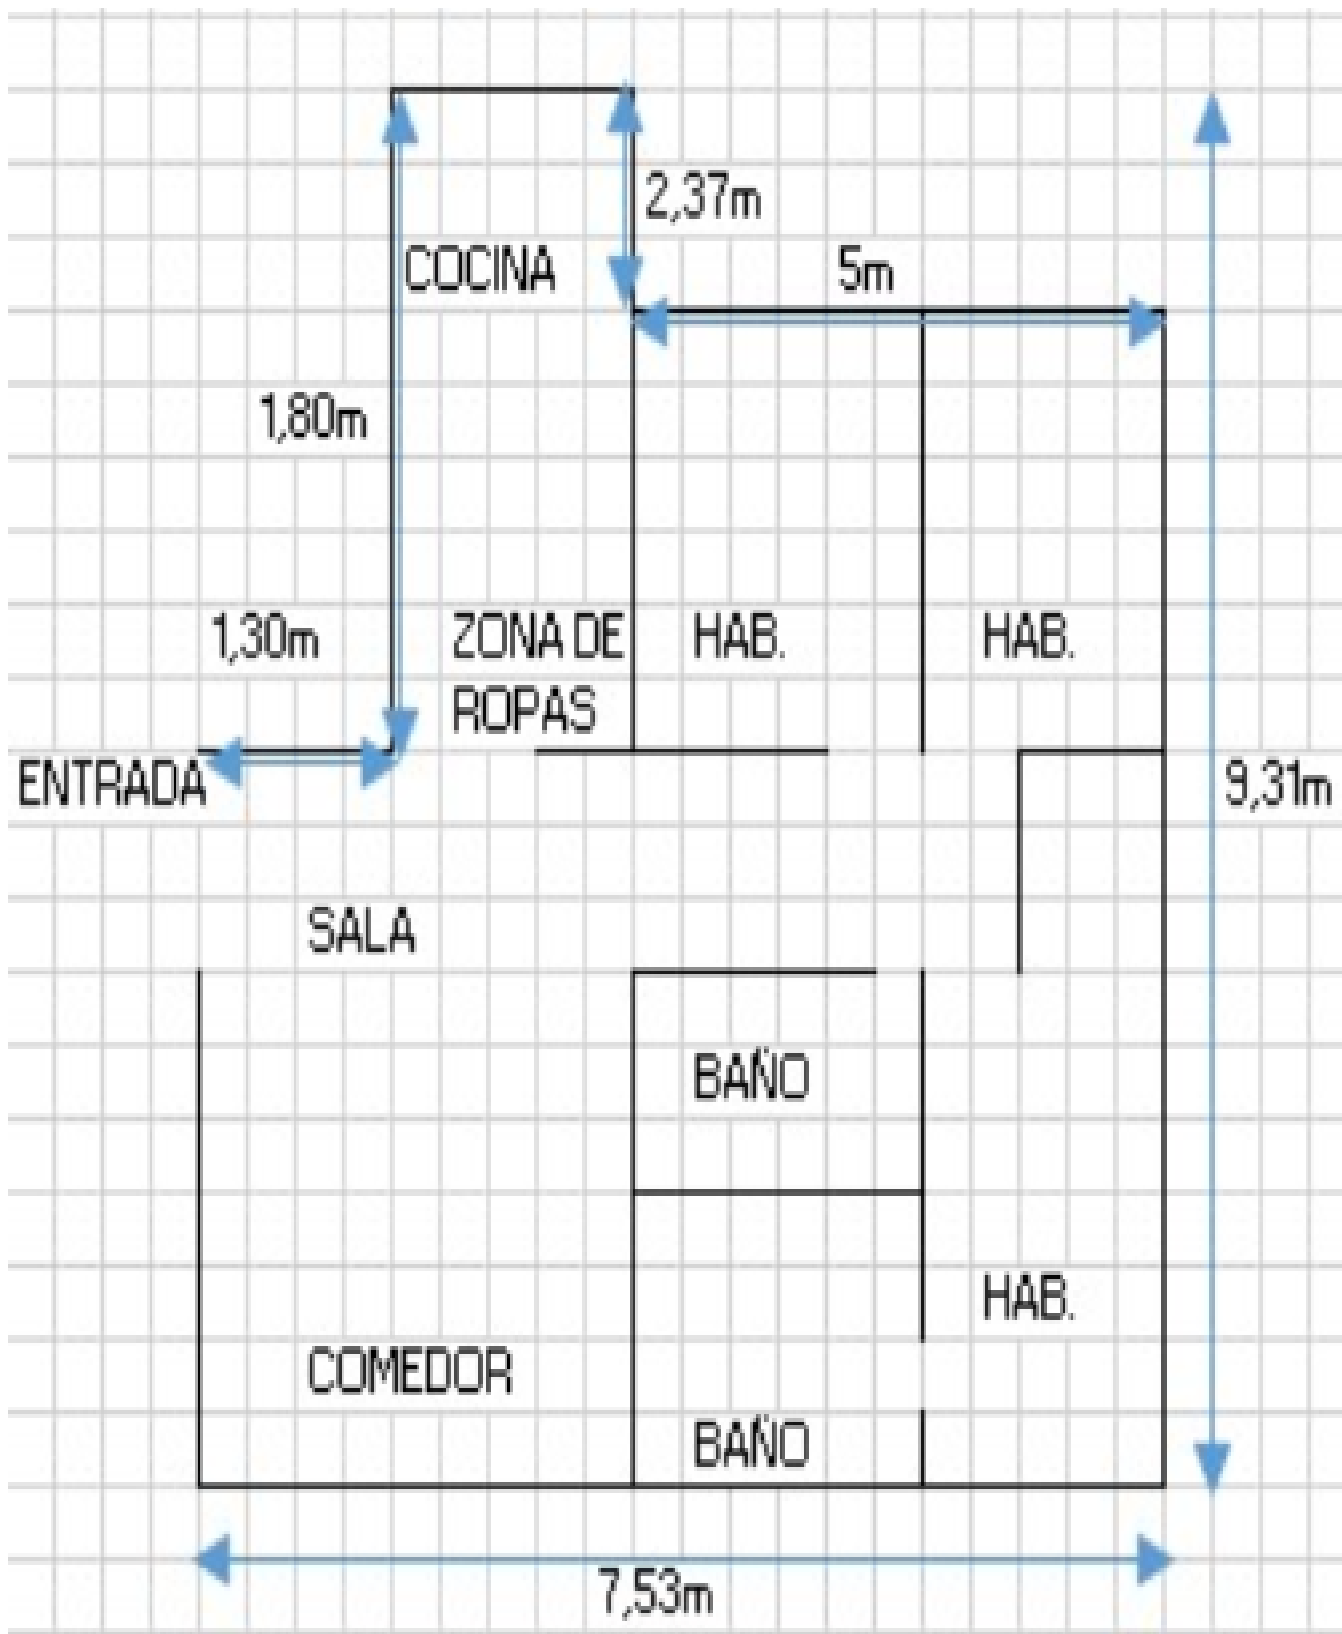 2,37m
COCINA
5m
1,80m
1,30m
ZONA DE
ROPAS
HAB.
HAB.
ENTRADA
9,31m
SALA
BAÑO
HAB.
COMEDOR
BAÑO
7,53m